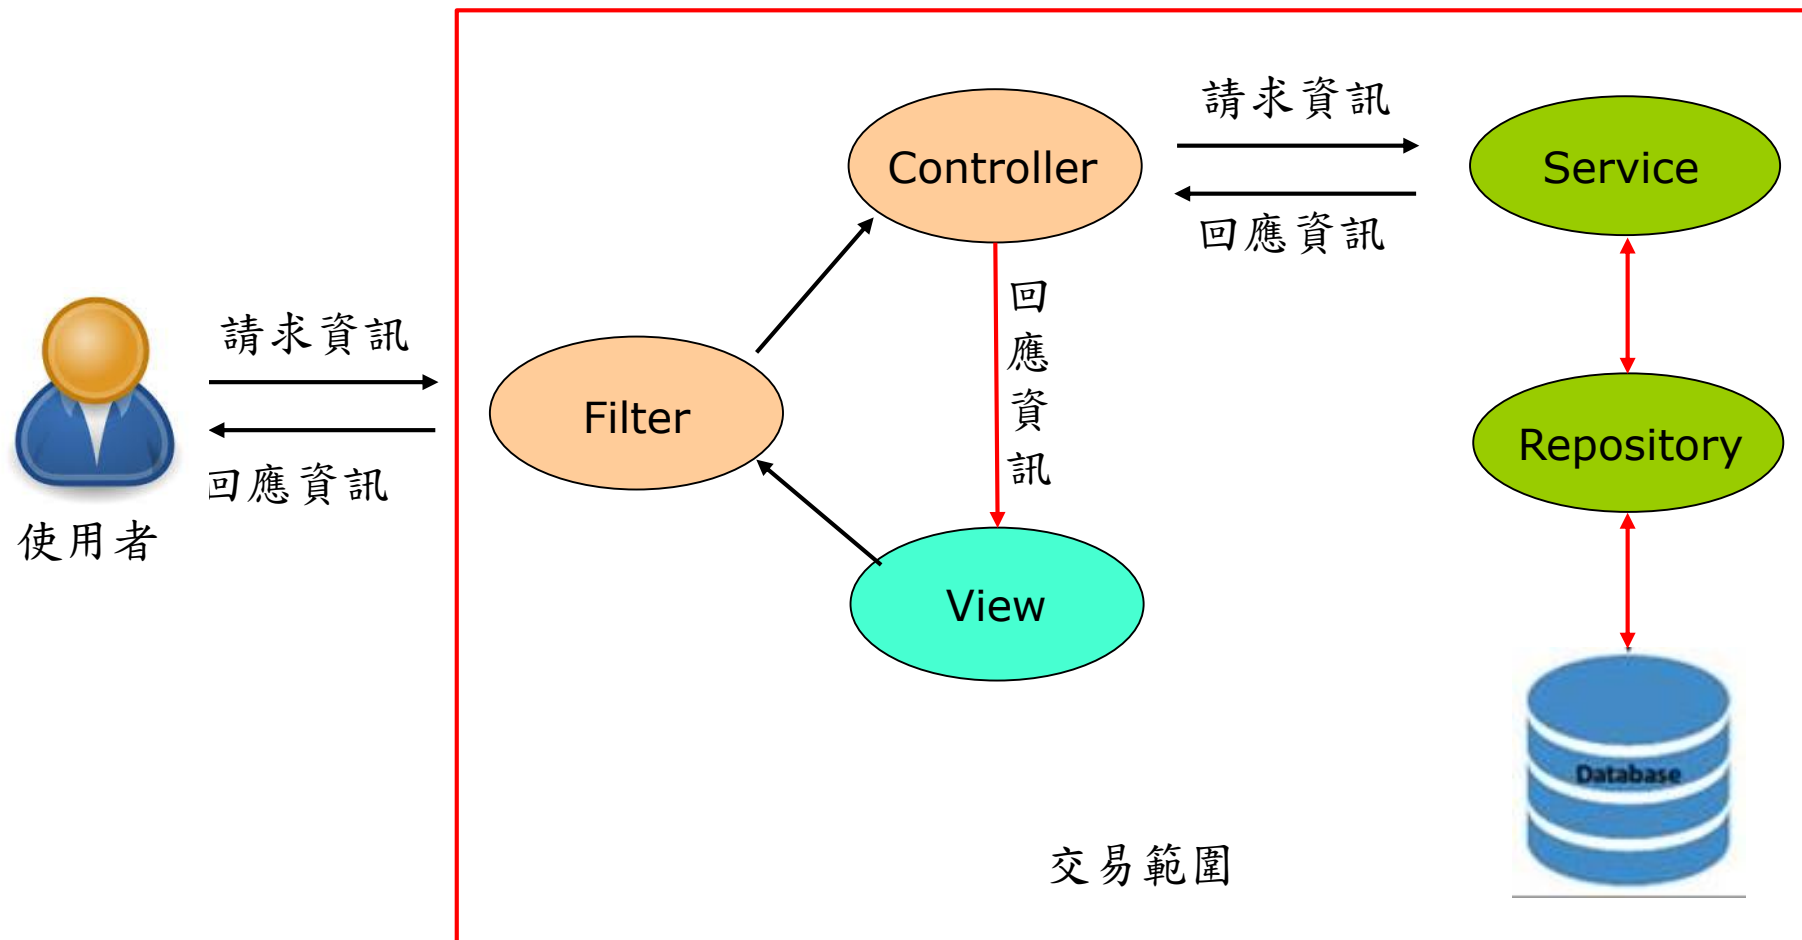 請求資訊
Controller
Service
回應資訊
請求資訊
回應資訊
Filter
Repository
回應資訊
使用者
View
Database
交易範圍